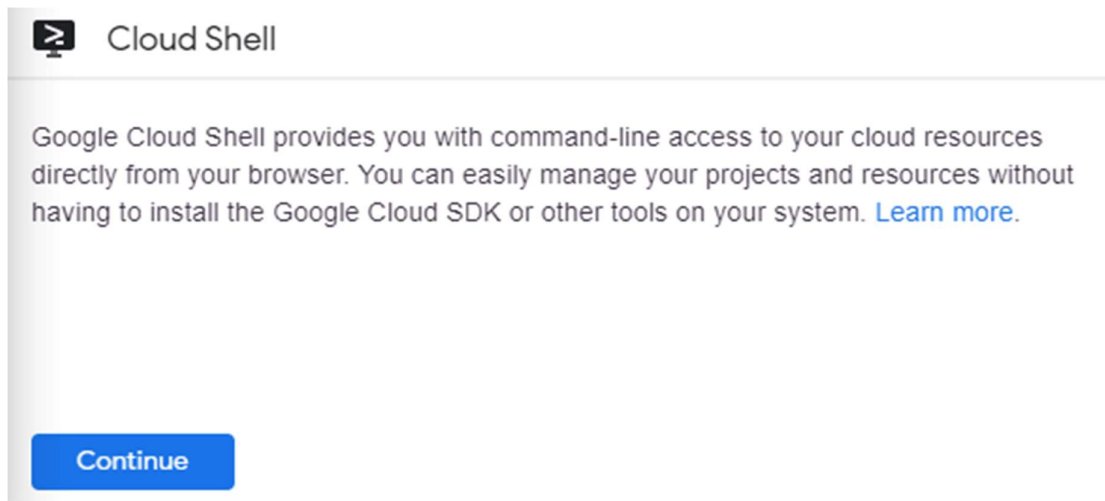 Cloud Shell
Google Cloud Shell provides you with command-line access to your cloud resources
directly from your browser. You can easily manage your projects and resources without
having to install the Google Cloud SDK or other tools on your system. Learn more.
Continue